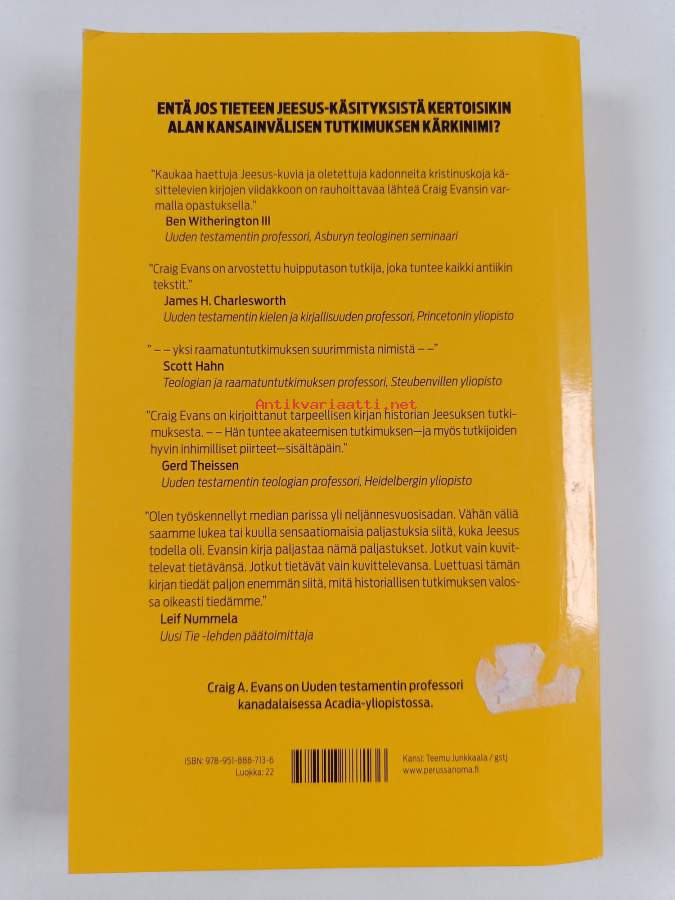 ENTÄ JOS TIETEEN JEESUS-KÄSITYKSISTÄ KERTOISIKIN
ALAN KANSAINVÄLISEN TUTKIMUKSEN KÄRKINIMI?
"Kaukaa haettuja Jeesus-kuvia ja oletettuja kadonneita kristinuskoja kä-
sittelevien kirjojen viidakkoon on rauhoittavaa lähteä Craig Evansin var-
malla opastuksella."
Ben Witherington III
Uuden testamentin professori, Asburyn teologinen seminaari
"Craig Evans on arvostettu huipputason tutkija, joka tuntee kaikki antiikin
tekstit."
James H. Charlesworth
Uuden testamentin kielen ja kirjallisuuden professori, Princetonin yliopisto
" – – yksi raamatuntutkimuksen suurimmista nimistä – –"
Scott Hahn
Teologian ja raamatuntutkimuksen professori, Steubenvillen yliopisto
Antikvariaatti.net
"Craig Evans on kirjoittanut tarpeellisen kirjan historian Jeesuksen tutki-
muksesta. – – Hän tuntee akateemisen tutkimuksen—ja myös tutkijoiden
hyvin inhimilliset piirteet—sisältäpäin."
Gerd Theissen
Uuden testamentin teologian professori, Heidelbergin yliopisto
"Olen työskennellyt median parissa yli neljännesvuosisadan. Vähän väliä
saamme lukea tai kuulla sensaatiomaisia paljastuksia siitä, kuka Jeesus
todella oli. Evansin kirja paljastaa nämä paljastukset. Jotkut vain kuvit-
televat tietävänsä. Jotkut tietävät vain kuvittelevansa. Luettuasi tämän
kirjan tiedät paljon enemmän siitä, mitä historiallisen tutkimuksen valos-
sa oikeasti tiedämme."
Leif Nummela
Uusi Tie -lehden päätoimittaja
Craig A. Evans on Uuden testamentin professori
kanadalaisessa Acadia-yliopistossa.
ISBN: 978-951-888-713-6
Luokka: 22
Kansi: Teemu Junkkaala / gstj
www.perussanoma.fi